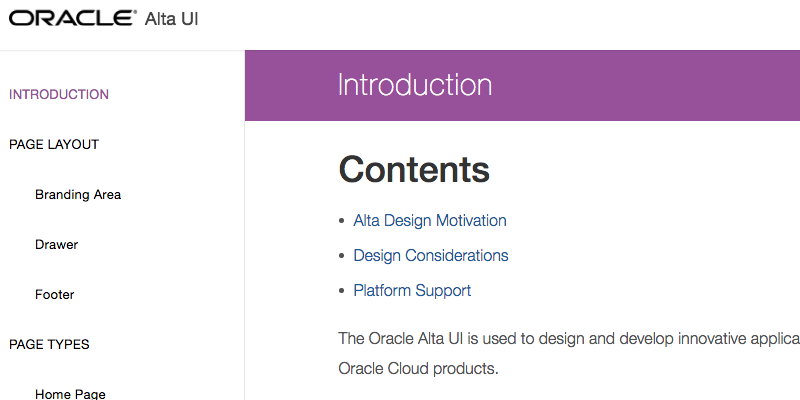 ORACLE® Alta UI
INTRODUCTION
PAGE LAYOUT
Branding Area
Drawer
Footer
PAGE TYPES
Home Page
Introduction
Contents
• Alta Design Motivation
• Design Considerations
• Platform Support
The Oracle Alta UI is used to design and develop innovative applica
Oracle Cloud products.